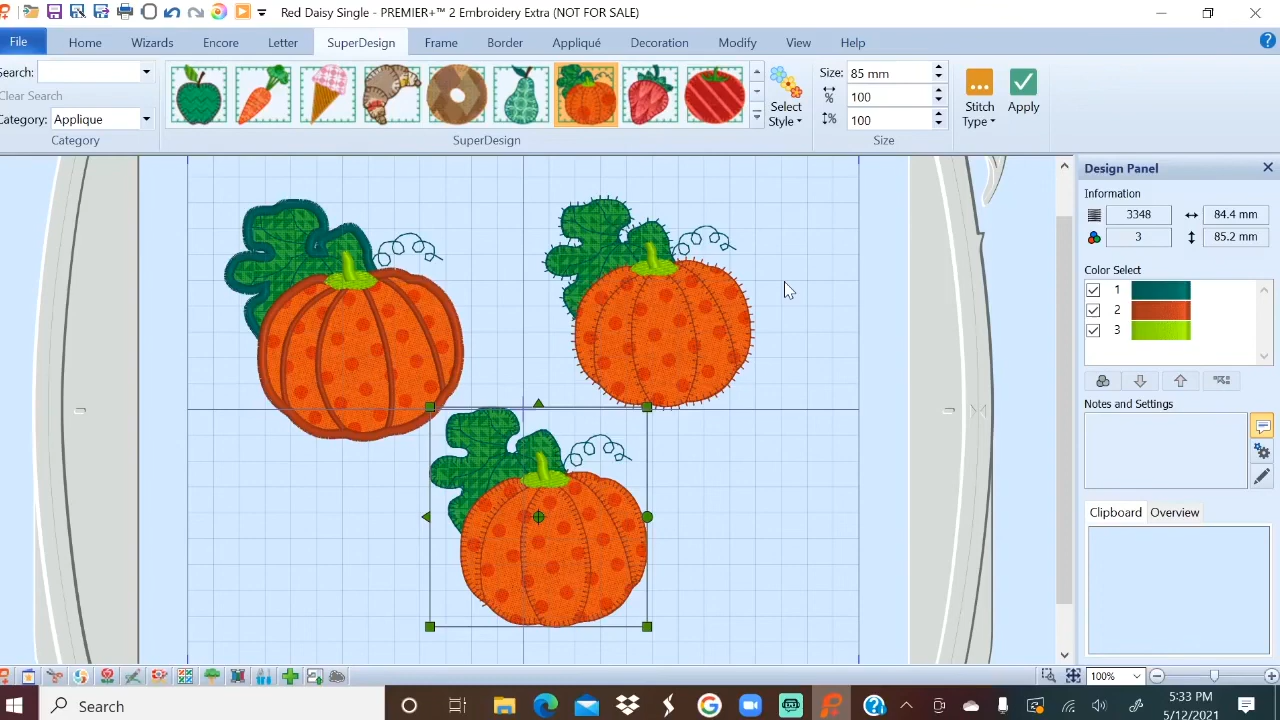 Red Daisy Single - PREMIER+™ 2 Embroidery Extra (NOT FOR SALE)
File Home Wizards Encore Letter SuperDesign Frame Border Appliqué Decoration Modify View Help
Search:
Clear Search
Category: Applique
Category
SuperDesign
Select
Style
Size: 85 mm
% 100
% 100
Size
Stitch
Type
Apply
Design Panel
Information
3348 84.4 mm
3 85.2 mm
Color Select
1
2
3
Notes and Settings
Clipboard Overview
100%
Search
5:33 PM
5/12/2021